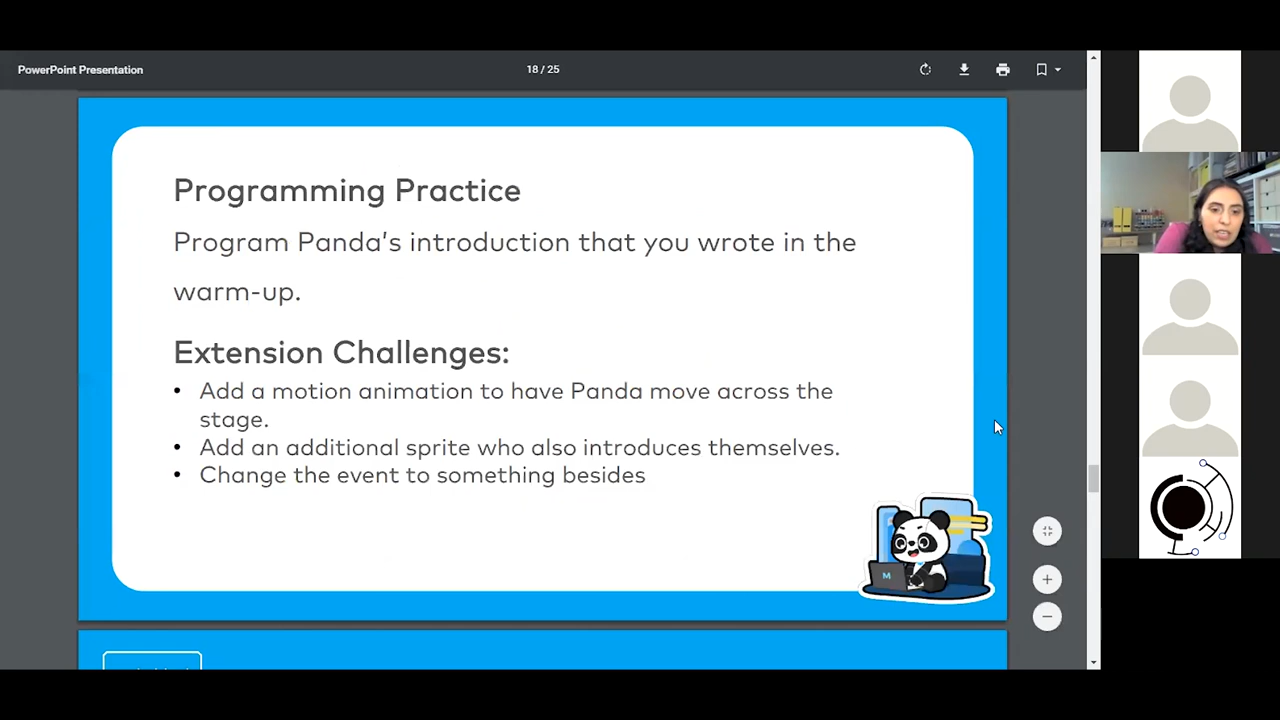 PowerPoint Presentation
18 / 25
Programming Practice
Program Panda's introduction that you wrote in the
warm-up.
Extension Challenges:
• Add a motion animation to have Panda move across the
stage.
• Add an additional sprite who also introduces themselves.
• Change the event to something besides
M